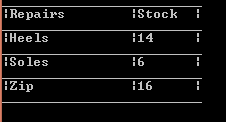 ¦Repairs ¦Stock ¦
¦Heels ¦14 ¦
¦Soles ¦6 ¦
¦Zip ¦16 ¦